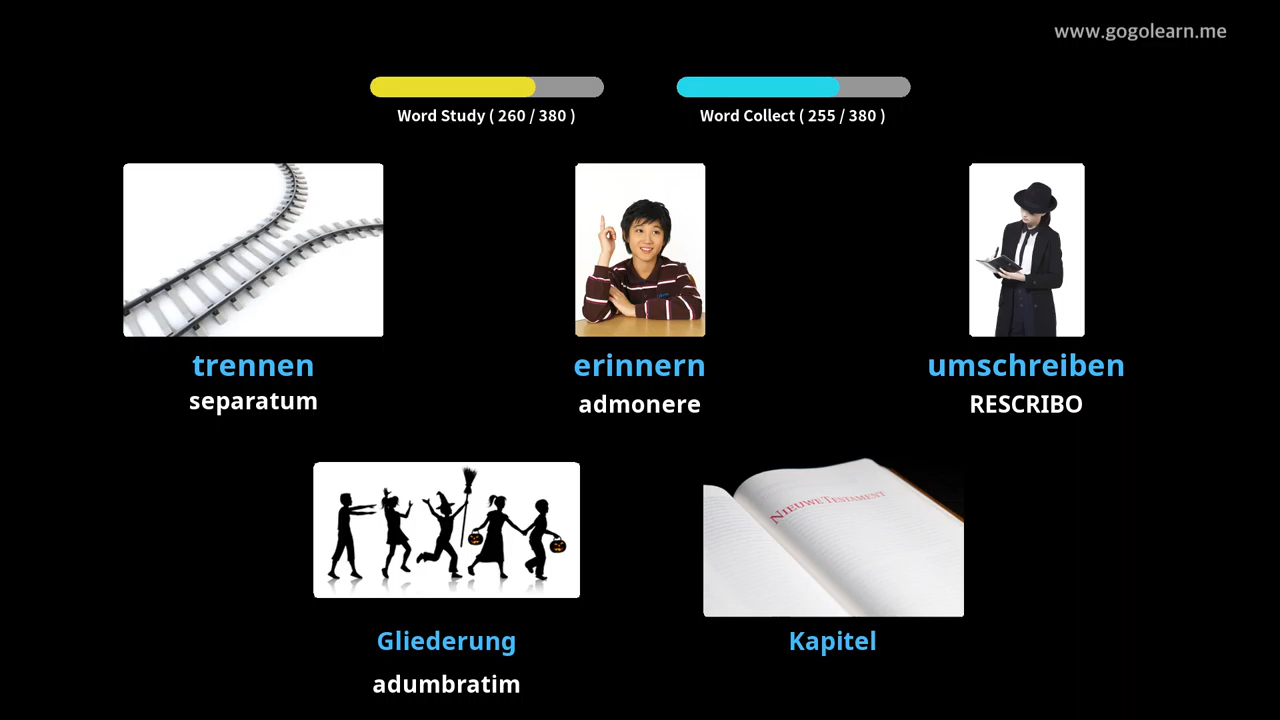 www.gogolearn.me
Word Study ( 260 / 380 )
Word Collect ( 255 / 380 )
trennen
erinnern
umschreiben
separatum
admonere
RESCRIBO
NIEUWE TESTAMENT
Gliederung
Kapitel
adumbratim